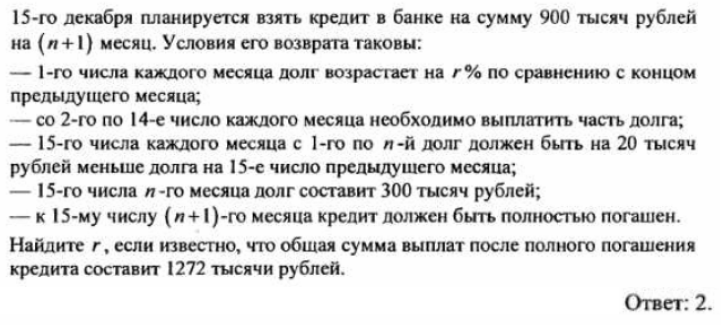 15-го декабря планируется взять кредит в банке на сумму 900 тысяч рублей
на (n+1) месяц. Условия его возврата таковы:
— 1-го числа каждого месяца долг возрастает на r% по сравнению с концом
предыдущего месяца;
— со 2-го по 14-е число каждого месяца необходимо выплатить часть долга;
— 15-го числа каждого месяца с 1-го по n-й долг должен быть на 20 тысяч
рублей меньше долга на 15-е число предыдущего месяца;
— 15-го числа n-го месяца долг составит 300 тысяч рублей;
— к 15-му числу (n+1)-го месяца кредит должен быть полностью погашен.
Найдите r, если известно, что общая сумма выплат после полного погашения
кредита составит 1272 тысячи рублей.
Ответ: 2.